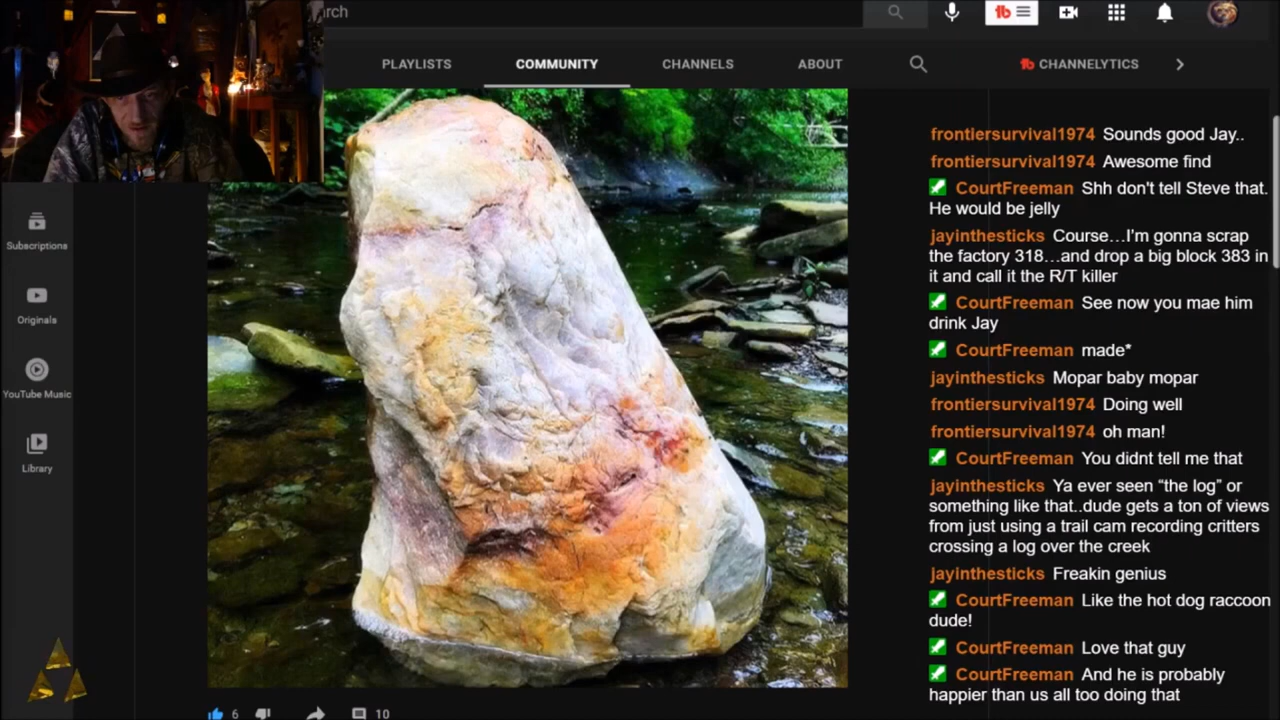 rch
PLAYLISTS
COMMUNITY
CHANNELS
ABOUT
CHANNELYTICS
Subscriptions
Originals
YouTube Music
Library
6
10
frontiersurvival1974 Sounds good Jay..
frontiersurvival1974 Awesome find
CourtFreeman Shh don't tell Steve that.
He would be jelly
jayinthesticks Course…I'm gonna scrap
the factory 318…and drop a big block 383 in
it and call it the R/T killer
CourtFreeman See now you mae him
drink Jay
CourtFreeman made*
jayinthesticks Mopar baby mopar
frontiersurvival1974 Doing well
frontiersurvival1974 oh man!
CourtFreeman You didnt tell me that
jayinthesticks Ya ever seen “the log” or
something like that..dude gets a ton of views
from just using a trail cam recording critters
crossing a log over the creek
jayinthesticks Freakin genius
CourtFreeman Like the hot dog raccoon
dude!
CourtFreeman Love that guy
CourtFreeman And he is probably
happier than us all too doing that